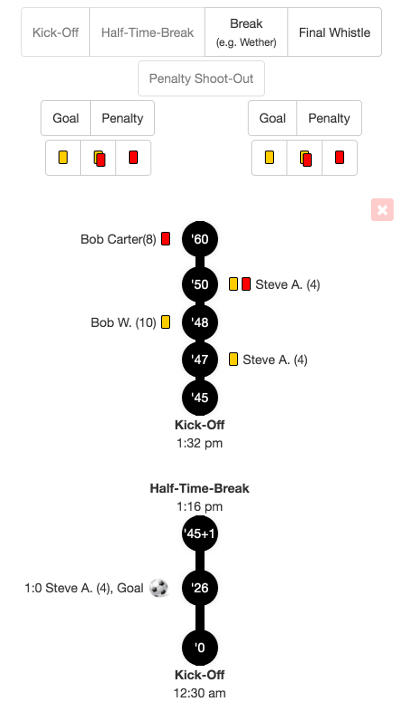 Kick-Off Half-Time-Break Break Final Whistle
(e.g. Wether)
Penalty Shoot-Out
Goal Penalty Goal Penalty
Bob Carter(8) '60
'50 Steve A. (4)
Bob W. (10) '48
'47 Steve A. (4)
'45
Kick-Off
1:32 pm
Half-Time-Break
1:16 pm
'45+1
1:0 Steve A. (4), Goal '26
'0
Kick-Off
12:30 am